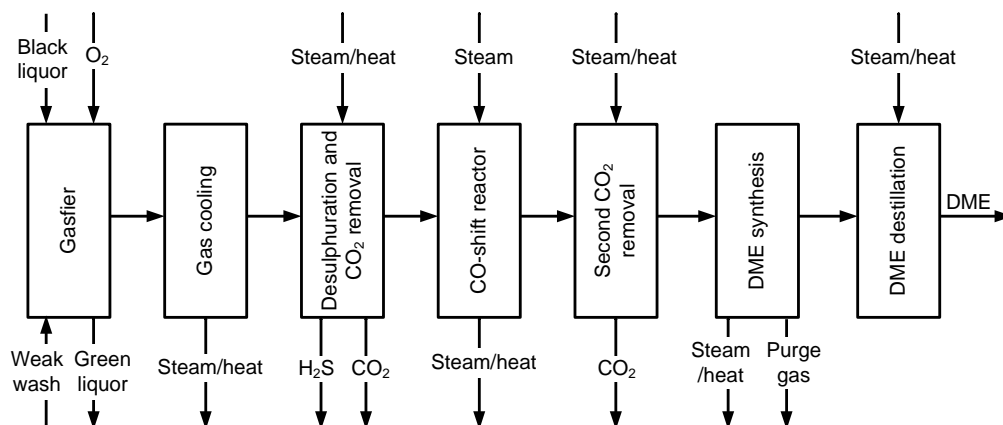 Black
liquor
O₂
Steam/heat
Steam
Steam/heat
Steam/heat
Gasfier
Gas cooling
Desulphuration and
CO₂ removal
CO-shift reactor
Second CO₂
removal
DME synthesis
DME destillation
DME
Weak
wash
Green
liquor
Steam/heat
H₂S
CO₂
Steam/heat
CO₂
Steam
/heat
Purge
gas